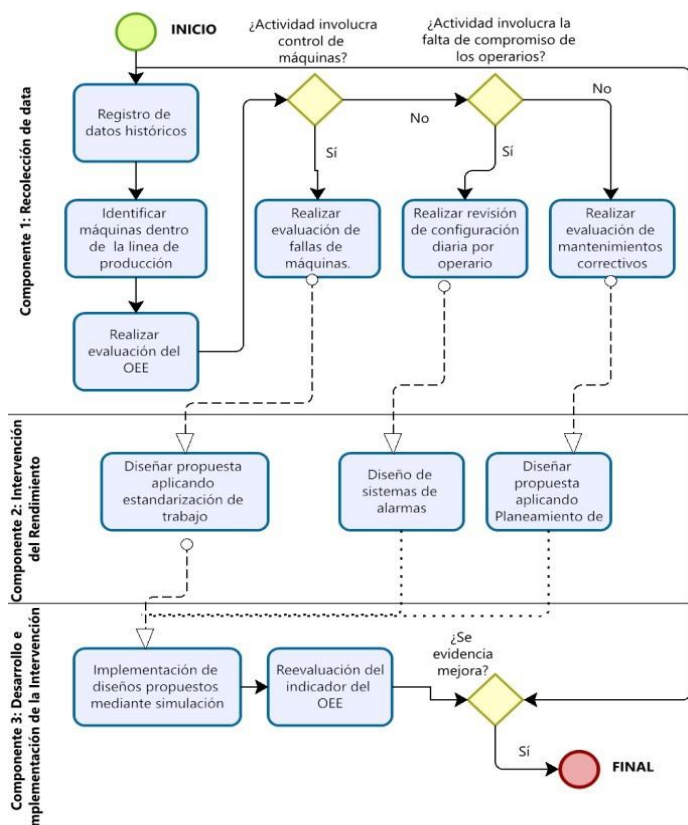 INICIO
¿Actividad involucra
control de
máquinas?
¿Actividad involucra la
falta de compromiso de
los operarios?
Componente 1: Recolección de data
Registro de
datos históricos
No
No
Sí
Sí
Identificar
máquinas dentro
de la linea de
producción
Realizar
evaluación de
fallas de
máquinas.
Realizar revisión
de configuración
diaria por
operario
Realizar
evaluación de
mantenimientos
correctivos
Realizar
evaluación del
OEE
Componente 2: Intervención
del Rendimiento
Diseñar propuesta
aplicando
estandarización de
trabajo
Diseño de
sistemas de
alarmas
Diseñar
propuesta
aplicando
Planeamiento de
Componente 3: Desarrollo e
Implementación de la Intervención
Implementación de
diseños propuestos
mediante simulación
Reevaluación del
indicador del
OEE
¿Se
evidencia
mejora?
Sí
FINAL